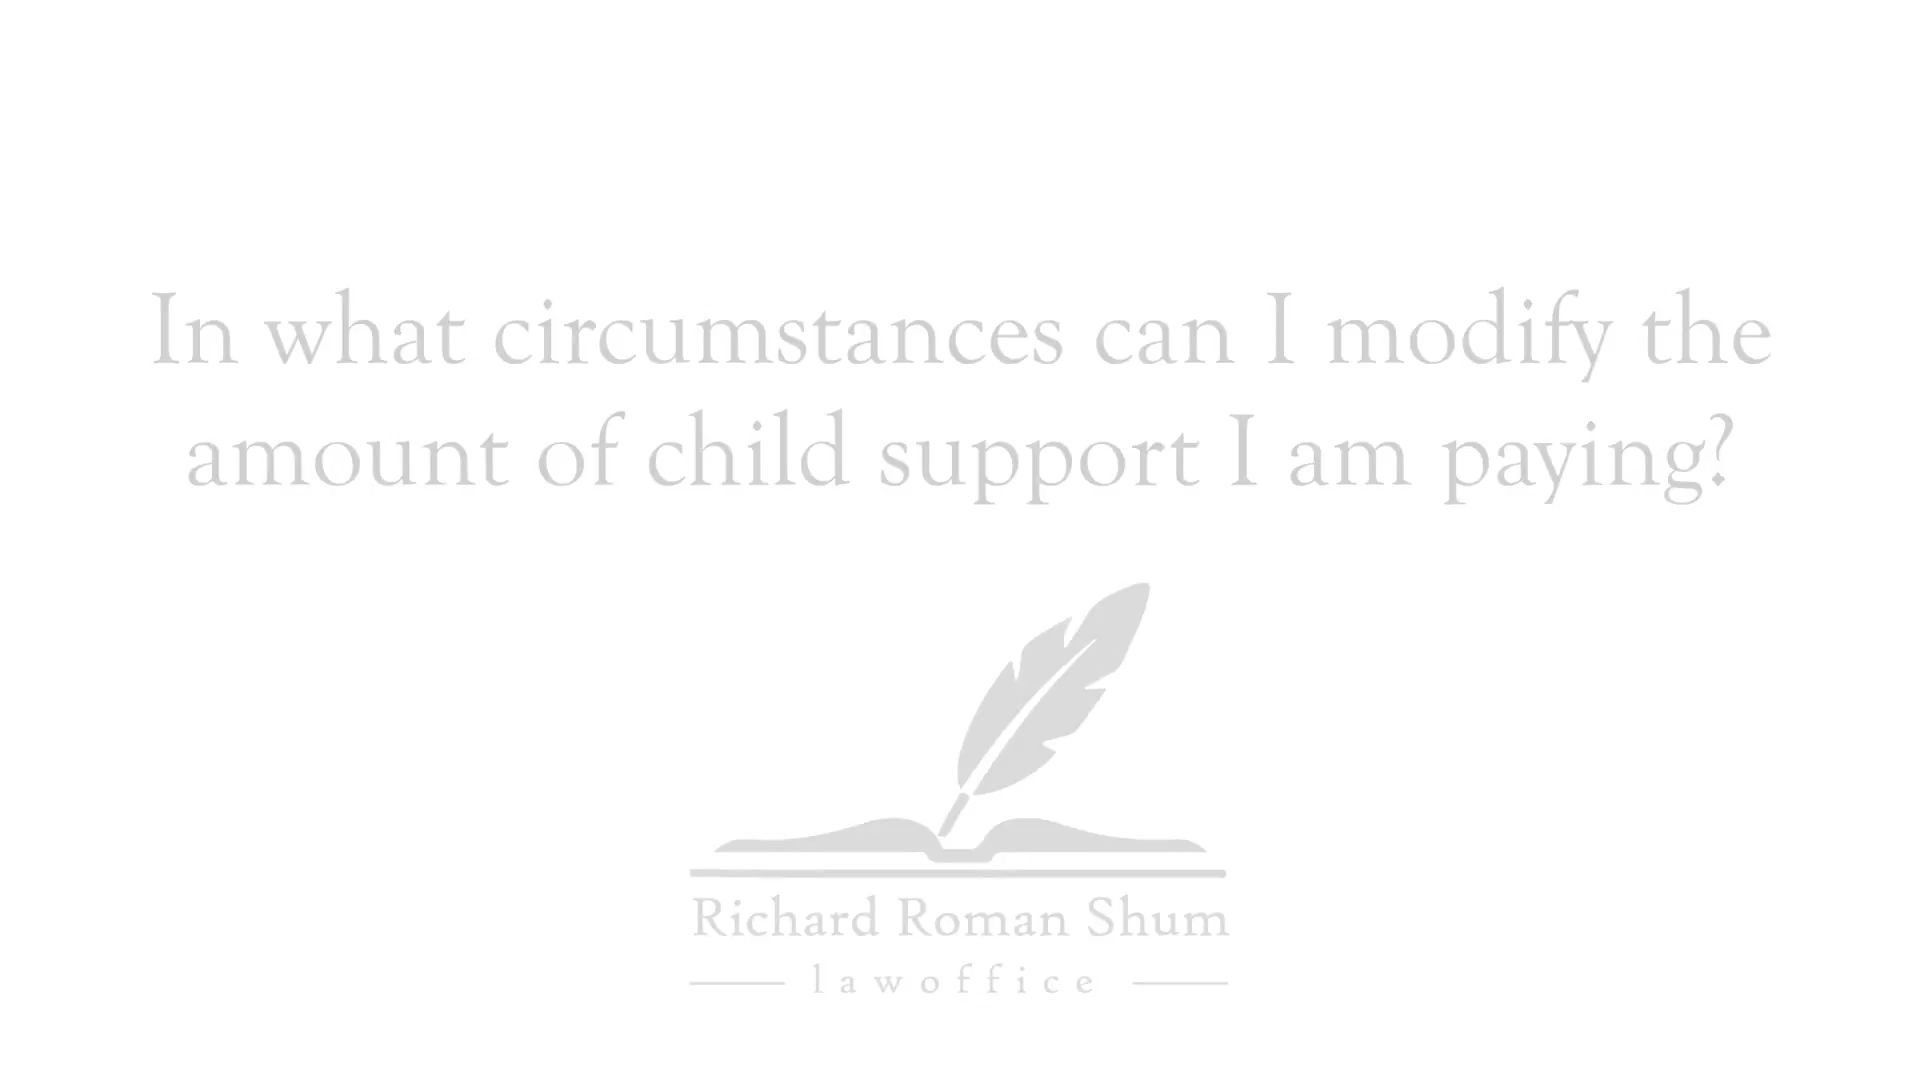 In what circumstances can I modify the
amount of child support I am paying?
Richard Roman Shum
lawoffice